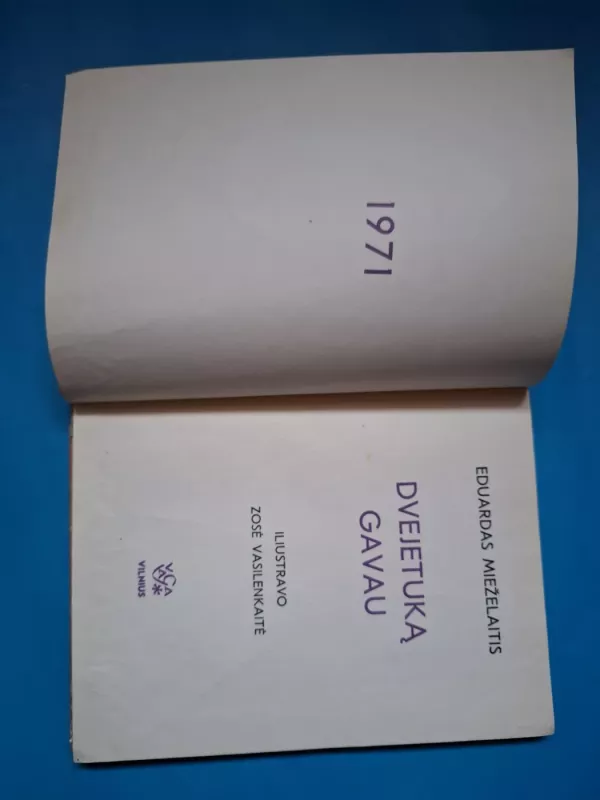 1971
EDUARDAS MIEŽELAITIS
DVEJETUKĄ
GAVAU
ILIUSTRAVO
ZOSĖ VASILENKAITĖ
VAGA
VILNIUS